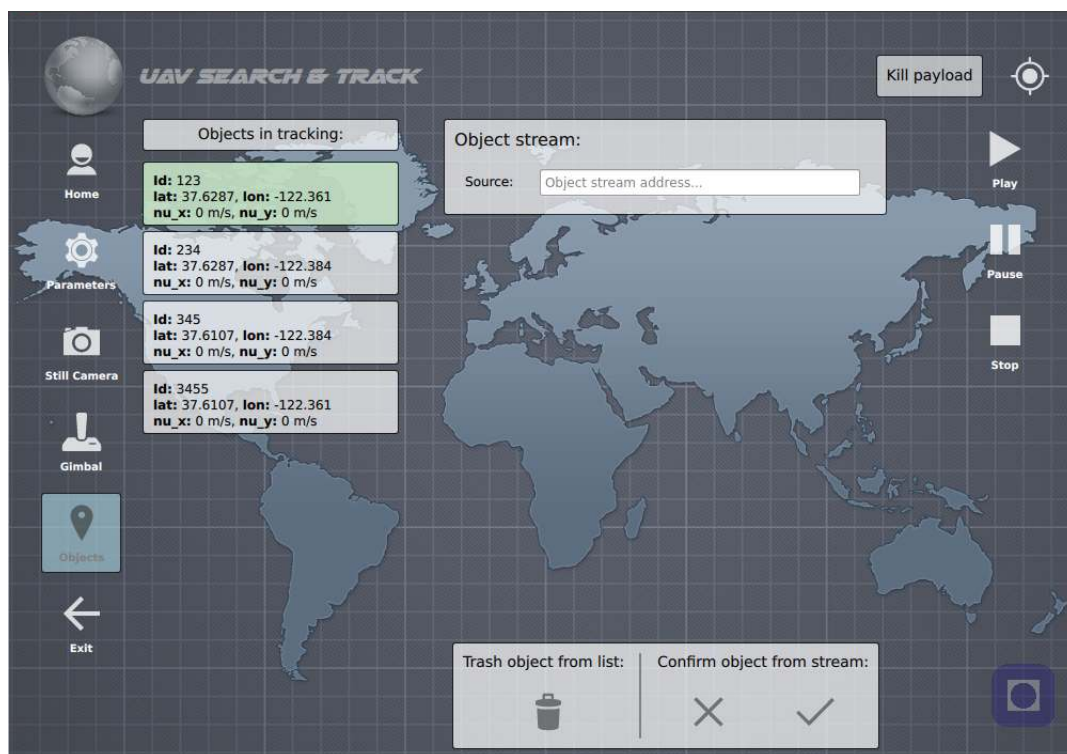 UAV SEARCH & TRACK
Kill payload
Home
Parameters
Still Camera
Gimbal
Objects
Exit
Objects in tracking:
Id: 123
lat: 37.6287, lon: -122.361
nu_x: 0 m/s, nu_y: 0 m/s
Id: 234
lat: 37.6287, lon: -122.384
nu_x: 0 m/s, nu_y: 0 m/s
Id: 345
lat: 37.6107, lon: -122.384
nu_x: 0 m/s, nu_y: 0 m/s
Id: 3455
lat: 37.6107, lon: -122.361
nu_x: 0 m/s, nu_y: 0 m/s
Object stream:
Source: Object stream address...
Play
Pause
Stop
Trash object from list:
Confirm object from stream: